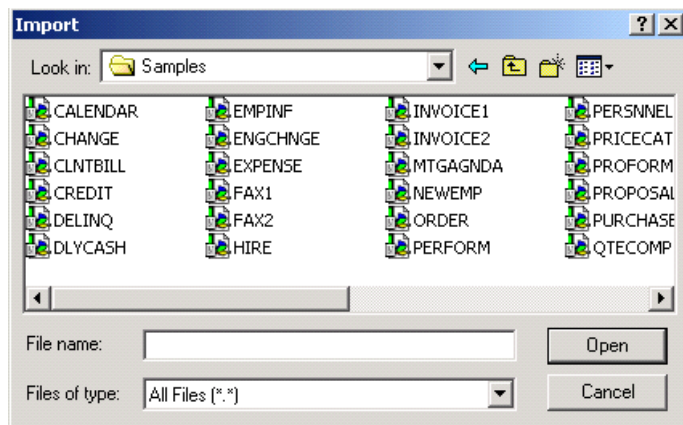 Import
Look in: Samples
CALENDAR EMPINF INVOICE1 PERSNNEL
CHANGE ENGCHNGE INVOICE2 PRICECAT
CLNTBILL EXPENSE MTGAGNDA PROFORM
CREDIT FAX1 NEWEMP PROPOSAL
DELINQ FAX2 ORDER PURCHASE
DLYCASH HIRE PERFORM QTECOMP
File name: Open
Files of type: All Files (*.*) Cancel